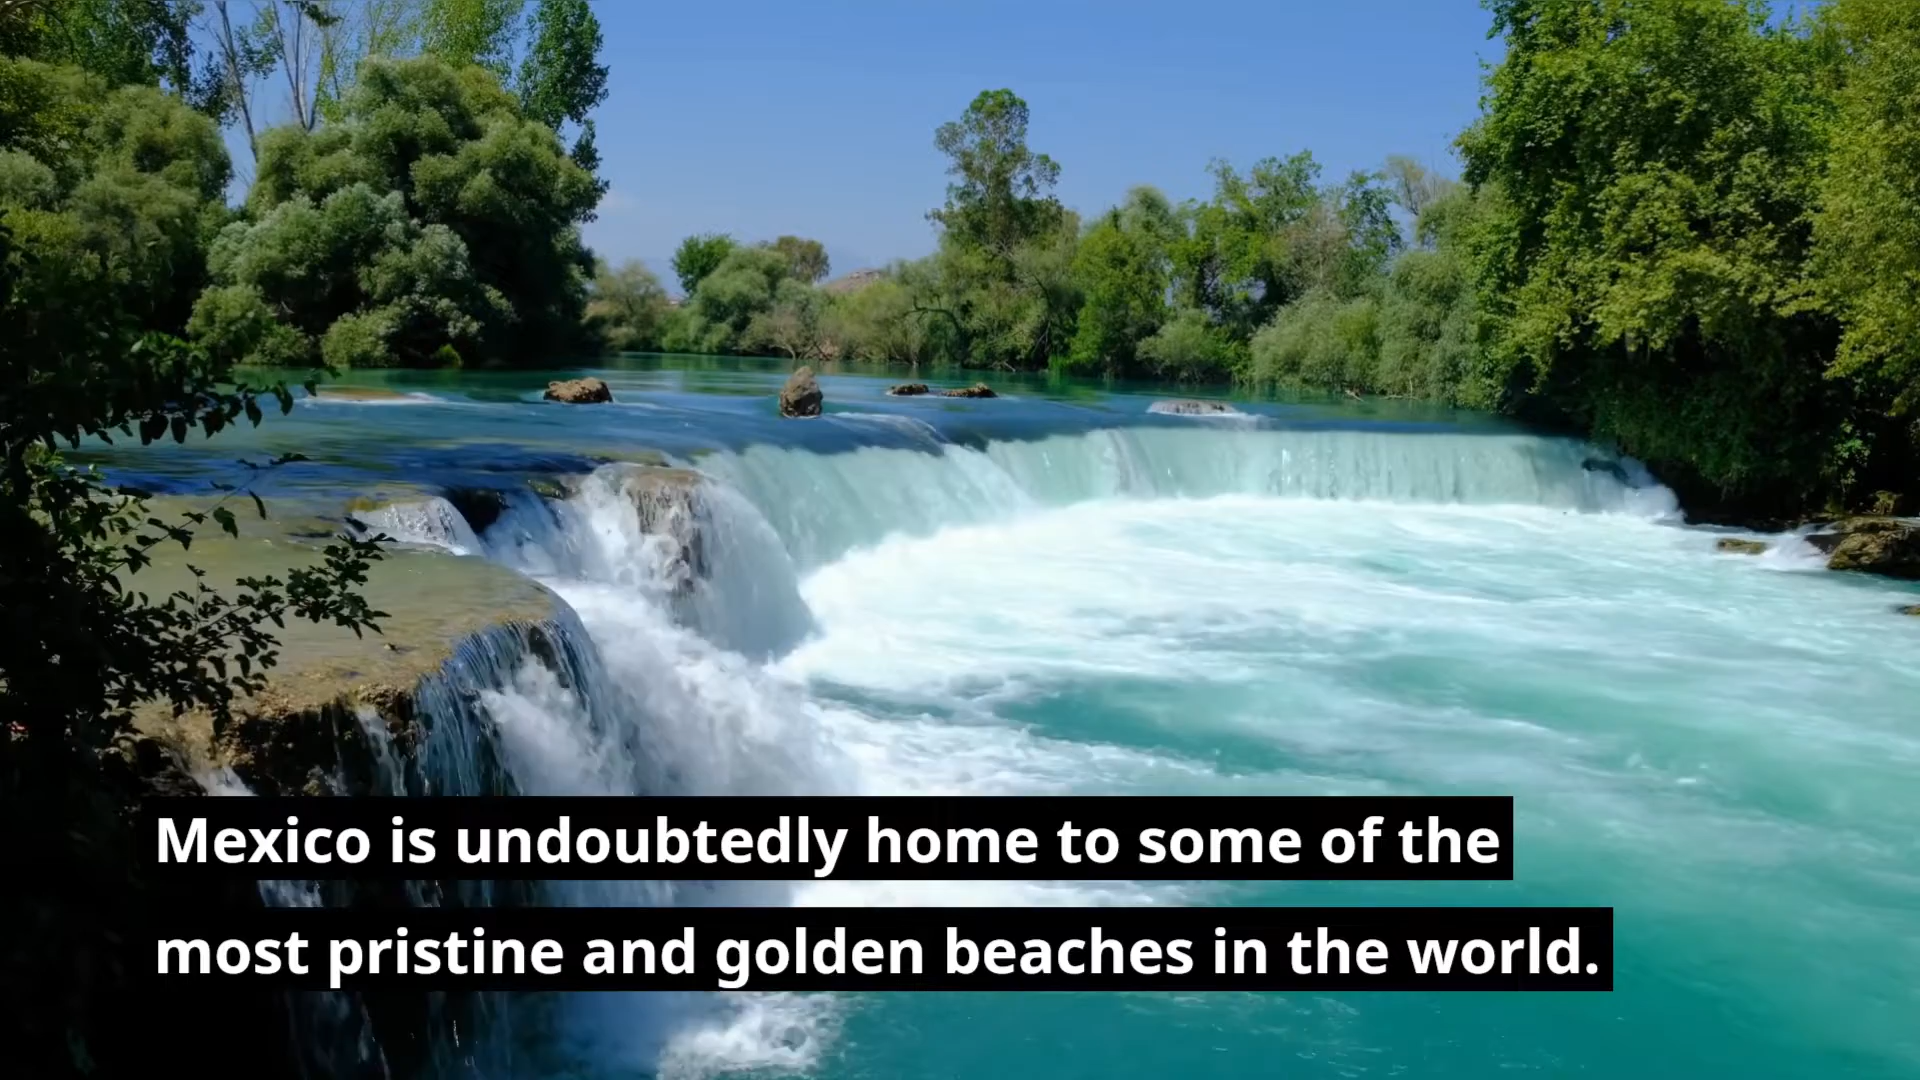 Mexico is undoubtedly home to some of the
most pristine and golden beaches in the world.